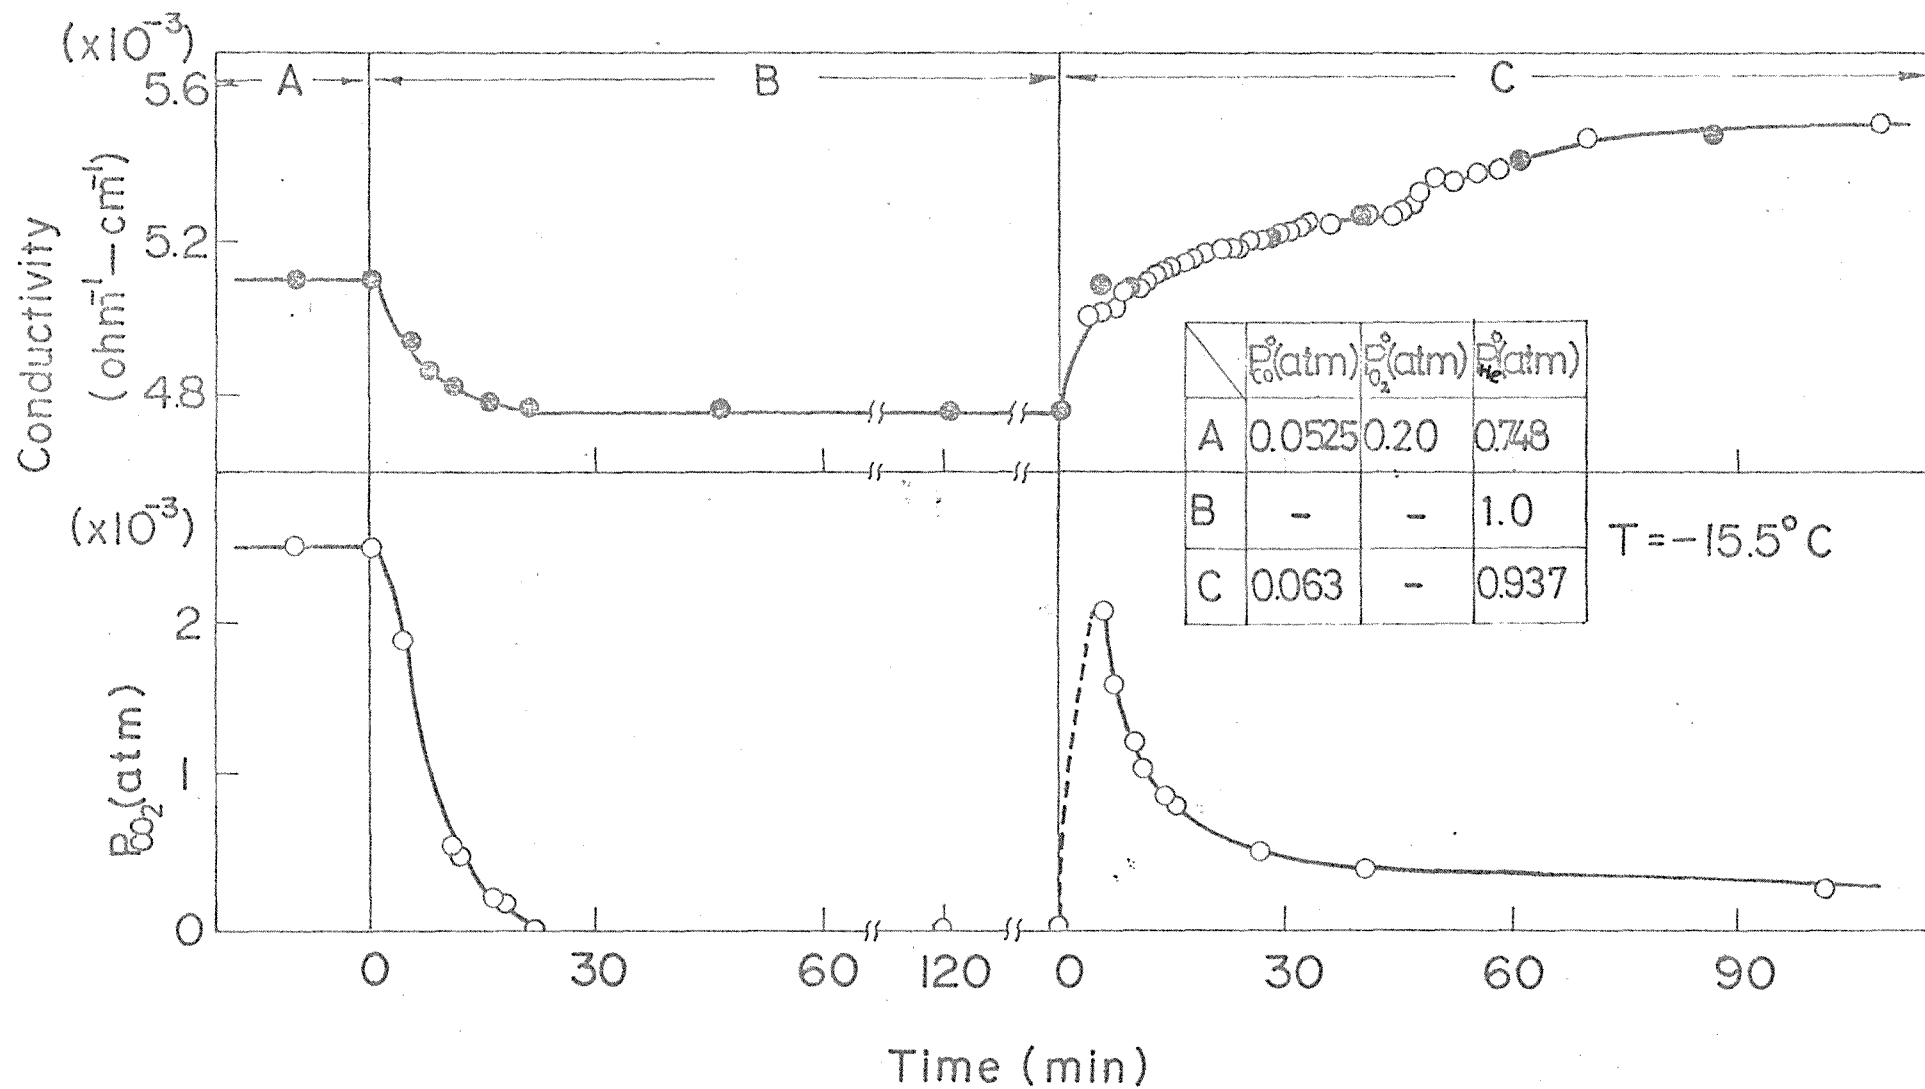 (x10⁻³)
A B C
5.6
5.2
4.8
Conductivity
(ohm⁻¹-cm⁻¹)
P°CO(atm) P°O₂(atm) P°He(atm)
A 0.0525 0.20 0.748
B - - 1.0
C 0.063 - 0.937
T=-15.5°C
(x10⁻³)
2
1
0
PCO₂(atm)
0 30 60 120 0 30 60 90
Time (min)